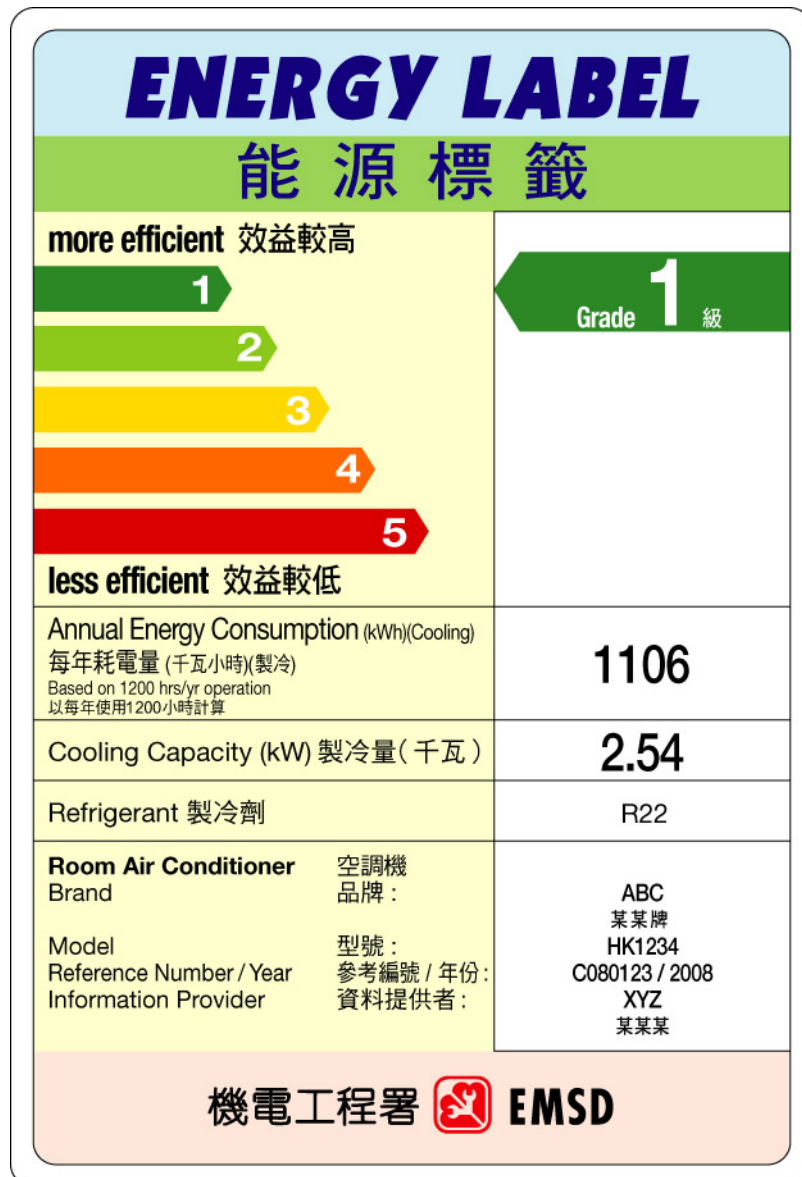 ENERGY LABEL
能源標籤
more efficient 效益較高
1
2
3
4
5
less efficient 效益較低
Grade 1 級
Annual Energy Consumption (kWh)(Cooling)
每年耗電量 (千瓦小時)(製冷)
Based on 1200 hrs/yr operation
以每年使用1200小時計算
1106
Cooling Capacity (kW) 製冷量(千瓦)
2.54
Refrigerant 製冷劑
R22
Room Air Conditioner 空調機
Brand 品牌 : ABC
某某牌
Model 型號 : HK1234
Reference Number / Year 參考編號 / 年份 : C080123 / 2008
Information Provider 資料提供者 : XYZ
某某某
機電工程署 EMSD